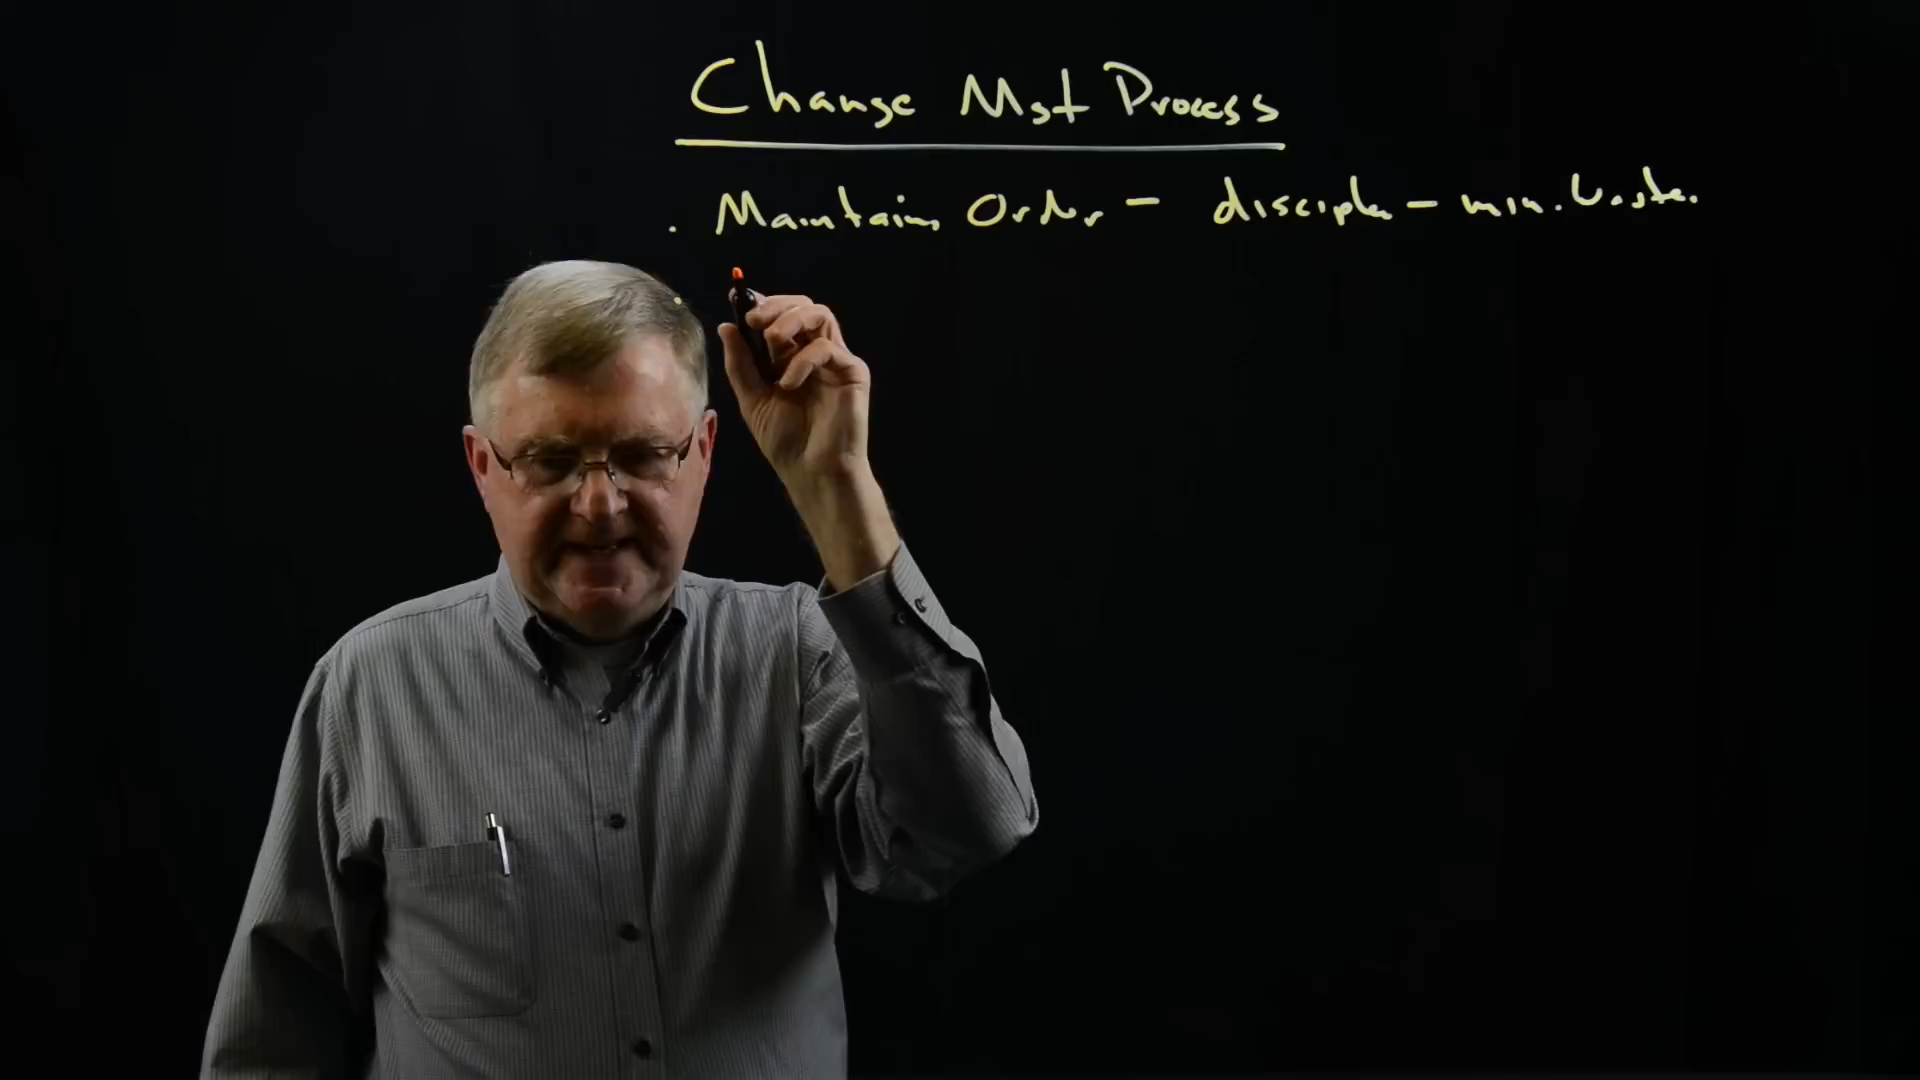 Change Mgt Process
. Maintain Order - discipline - min. Waste.